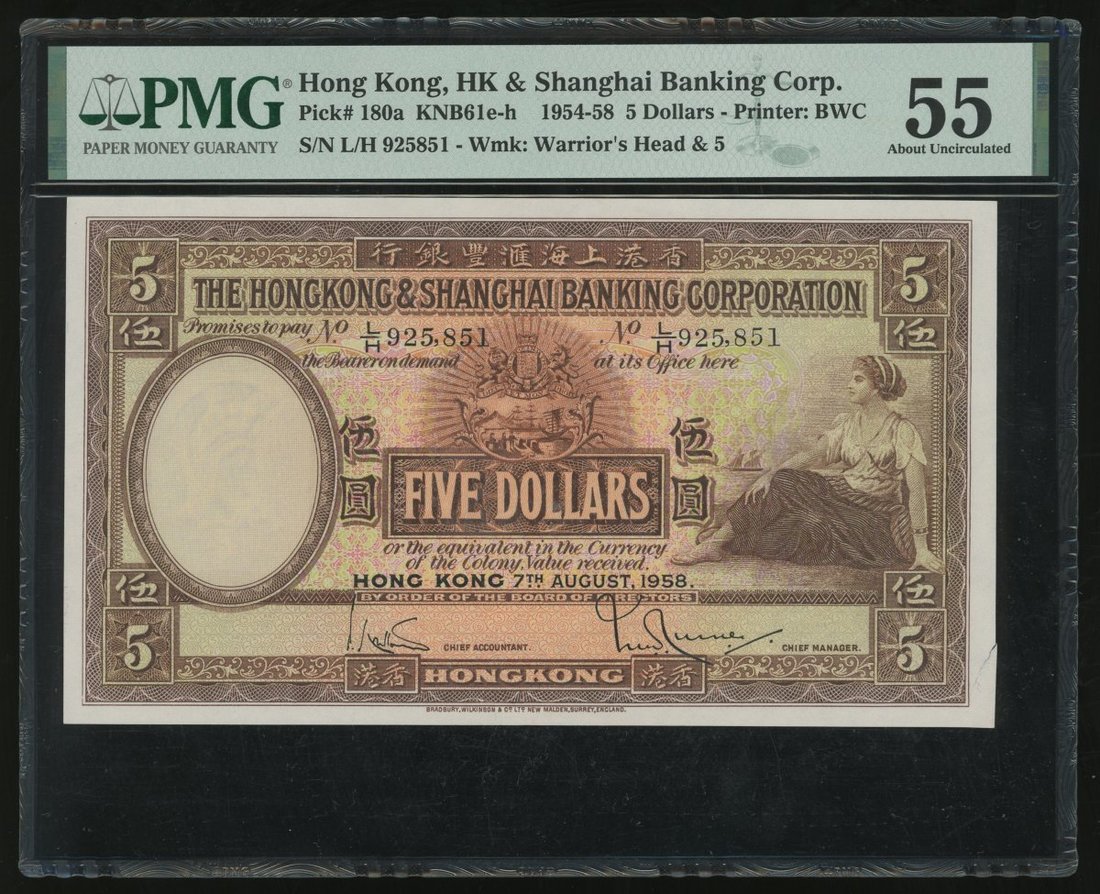 PMG®
PAPER MONEY GUARANTY
Hong Kong, HK & Shanghai Banking Corp.
Pick# 180a KNB61e-h 1954-58 5 Dollars - Printer: BWC
S/N L/H 925851 - Wmk: Warrior's Head & 5
55
About Uncirculated
行銀豐滙海上港香
5
5
THE HONGKONG & SHANGHAI BANKING CORPORATION
伍
伍
Promises to pay No L/H 925,851 No L/H 925,851
the Bearer on demand at its Office here
伍圓
伍圓
FIVE DOLLARS
or the equivalent in the Currency
of the Colony, Value received.
HONG KONG 7TH AUGUST, 1958.
BY ORDER OF THE BOARD OF DIRECTORS
伍
伍
5
5
CHIEF ACCOUNTANT.
CHIEF MANAGER.
港香 HONGKONG 港香
BRADBURY, WILKINSON & Co LTD NEW MALDEN, SURREY, ENGLAND.